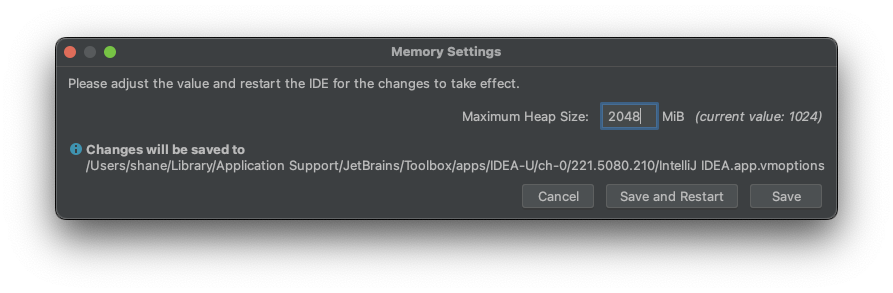 Memory Settings
Please adjust the value and restart the IDE for the changes to take effect.
Maximum Heap Size: 2048 MiB (current value: 1024)
Changes will be saved to
/Users/shane/Library/Application Support/JetBrains/Toolbox/apps/IDEA-U/ch-0/221.5080.210/IntelliJ IDEA.app.vmoptions
Cancel Save and Restart Save